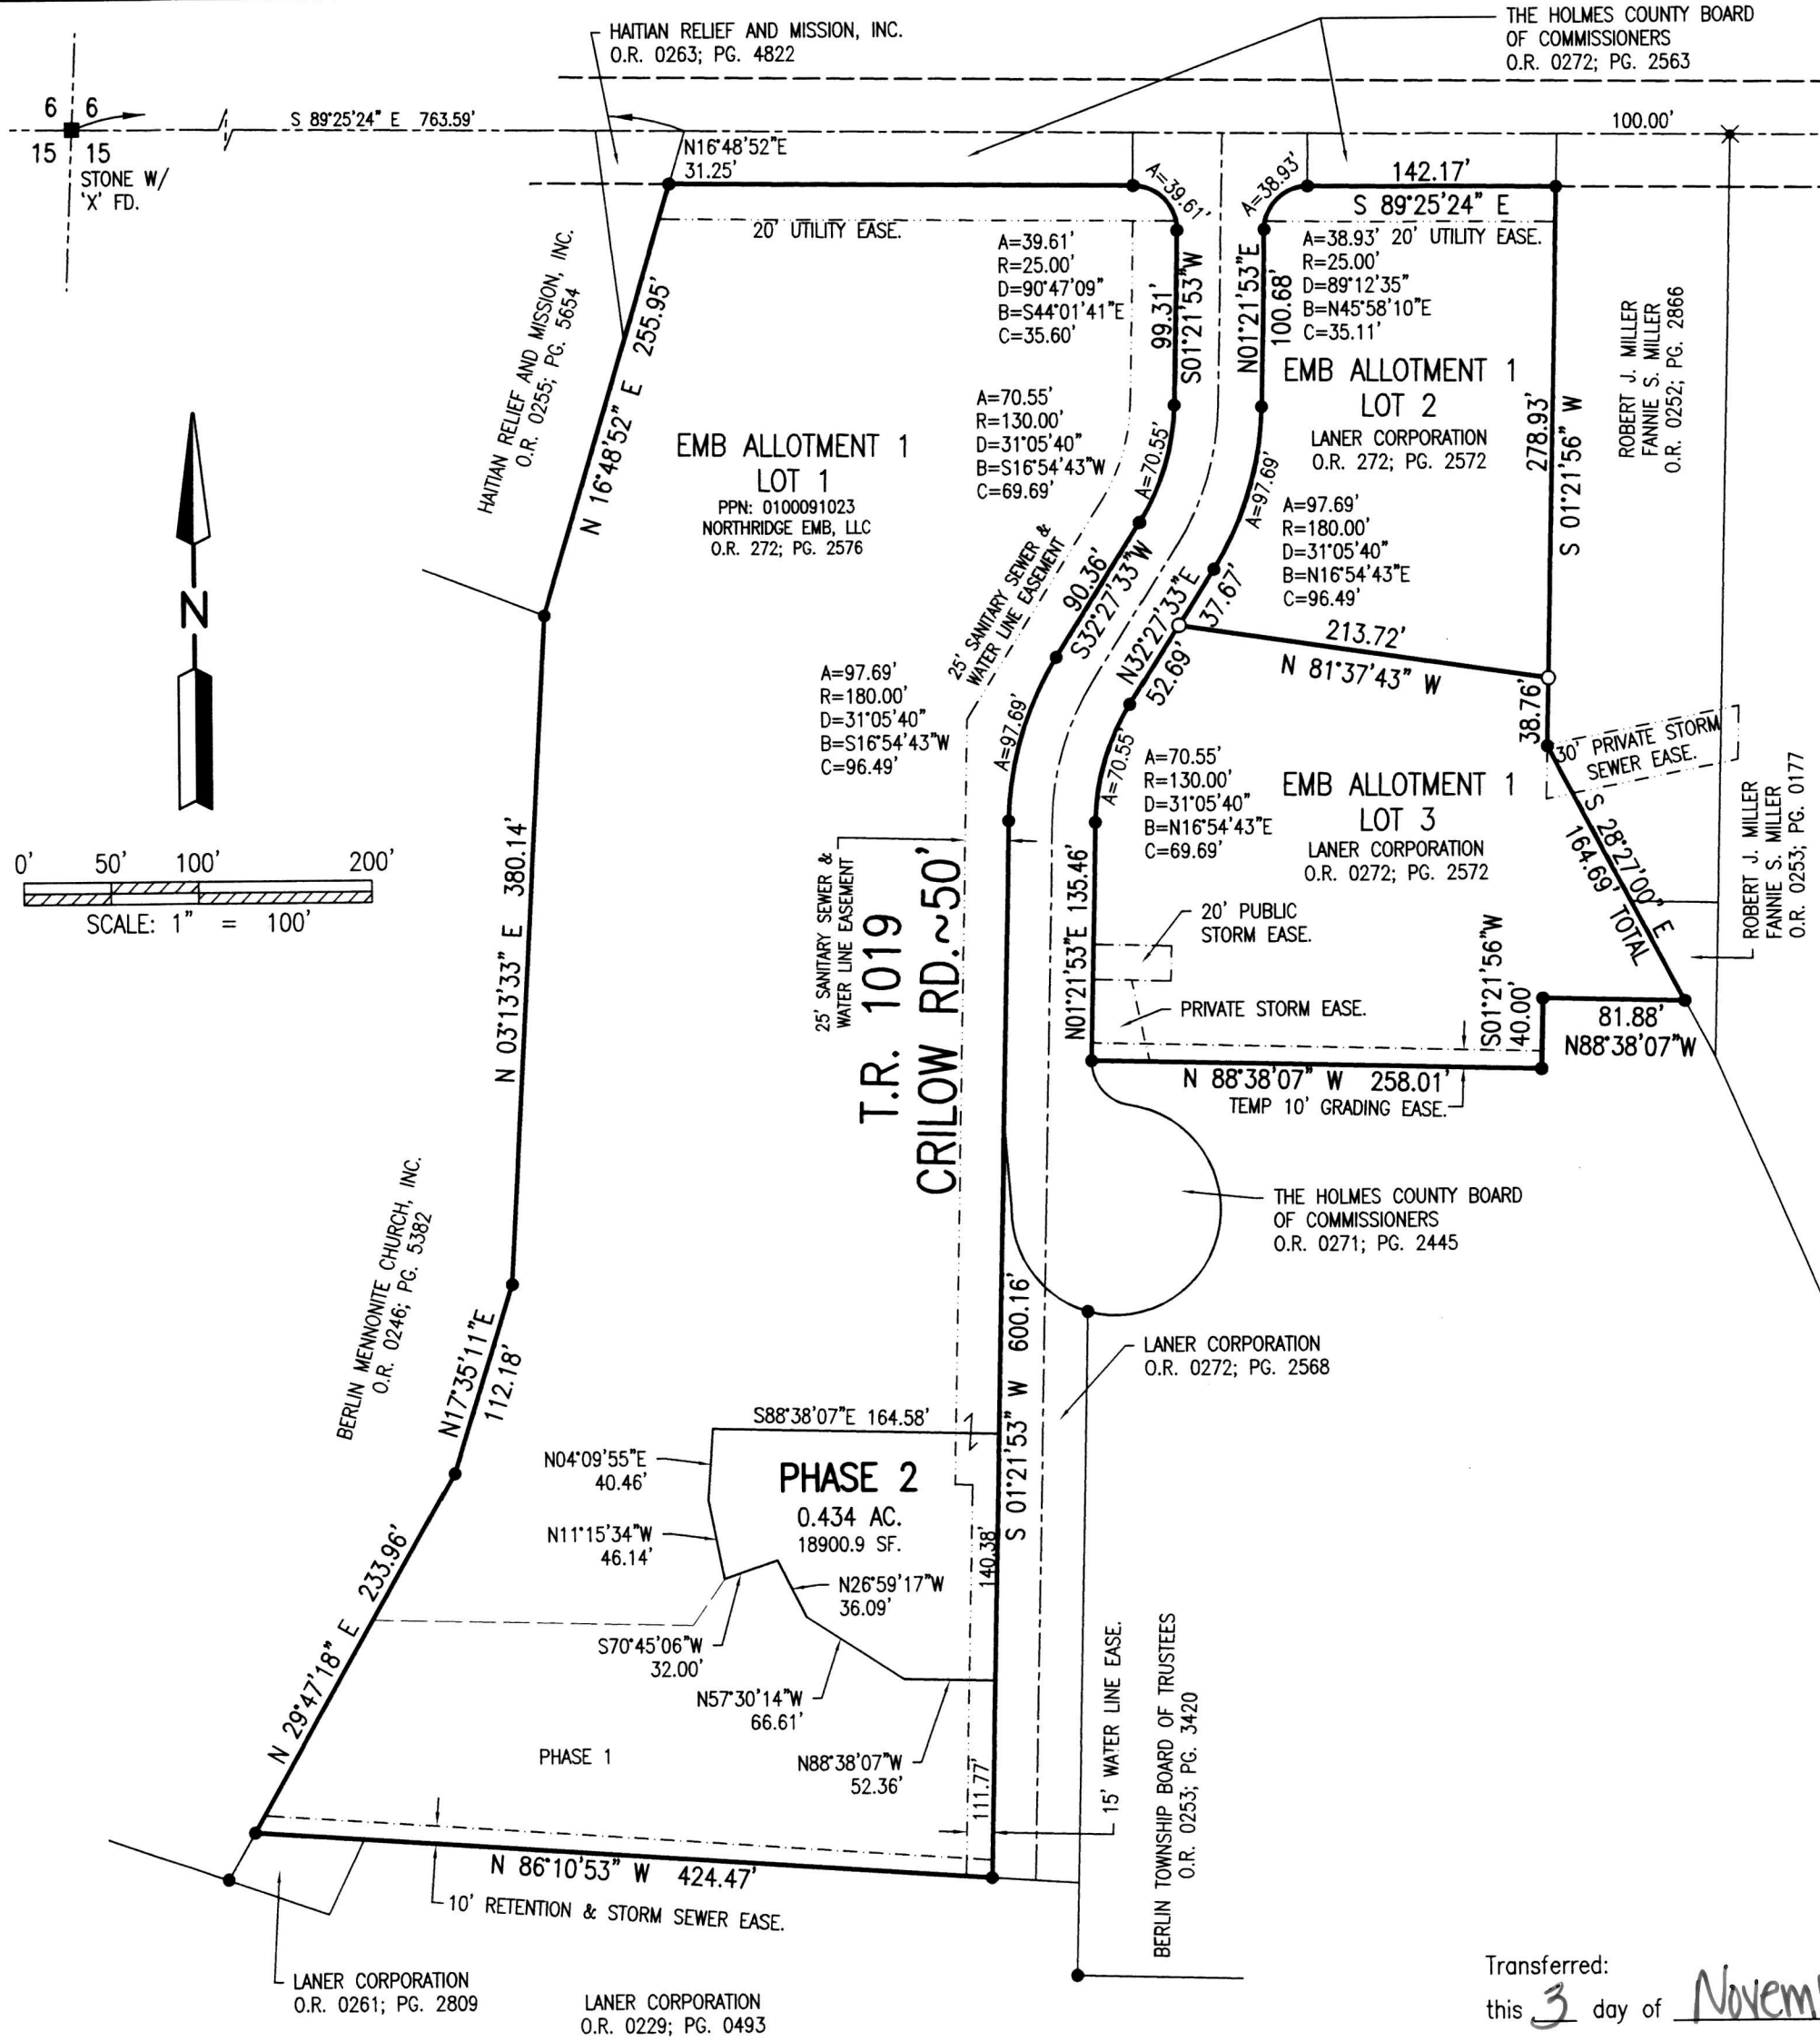 HAITIAN RELIEF AND MISSION, INC.
O.R. 0263; PG. 4822
THE HOLMES COUNTY BOARD
OF COMMISSIONERS
O.R. 0272; PG. 2563
6 6
15 15
STONE W/
'X' FD.
S 89°25'24" E 763.59'
100.00'
N16°48'52"E
31.25'
A=39.61'
A=38.93'
142.17'
S 89°25'24" E
20' UTILITY EASE.
A=39.61'
R=25.00'
D=90°47'09"
B=S44°01'41"E
C=35.60'
99.31'
S01°21'53"W
N01°21'53"E
100.68'
A=38.93' 20' UTILITY EASE.
R=25.00'
D=89°12'35"
B=N45°58'10"E
C=35.11'
HAITIAN RELIEF AND MISSION, INC.
O.R. 0255; PG. 5654
N 16°48'52" E 255.95'
EMB ALLOTMENT 1
LOT 1
PPN: 0100091023
NORTHRIDGE EMB, LLC
O.R. 272; PG. 2576
A=70.55'
R=130.00'
D=31°05'40"
B=S16°54'43"W
C=69.69'
A=70.55'
EMB ALLOTMENT 1
LOT 2
LANER CORPORATION
O.R. 272; PG. 2572
A=97.69'
A=97.69'
R=180.00'
D=31°05'40"
B=N16°54'43"E
C=96.49'
278.93'
S 01°21'56" W
ROBERT J. MILLER
FANNIE S. MILLER
O.R. 0252; PG. 2866
N
25' SANITARY SEWER &
WATER LINE EASEMENT
90.36'
S32°27'33"W
N32°27'33"E
37.67'
52.69'
213.72'
N 81°37'43" W
38.76'
A=97.69'
R=180.00'
D=31°05'40"
B=S16°54'43"W
C=96.49'
A=97.69'
A=70.55'
A=70.55'
R=130.00'
D=31°05'40"
B=N16°54'43"E
C=69.69'
EMB ALLOTMENT 1
LOT 3
LANER CORPORATION
O.R. 0272; PG. 2572
30' PRIVATE STORM
SEWER EASE.
S 28°27'00" E
164.69' TOTAL
ROBERT J. MILLER
FANNIE S. MILLER
O.R. 0253; PG. 0177
0' 50' 100' 200'
SCALE: 1" = 100'
N 03°13'33" E 380.14'
25' SANITARY SEWER &
WATER LINE EASEMENT
T.R. 1019
CRILOW RD.~50'
N01°21'53"E 135.46'
20' PUBLIC
STORM EASE.
PRIVATE STORM EASE.
S01°21'56"W
40.00'
81.88'
N88°38'07"W
N 88°38'07" W 258.01'
TEMP 10' GRADING EASE.
THE HOLMES COUNTY BOARD
OF COMMISSIONERS
O.R. 0271; PG. 2445
BERLIN MENNONITE CHURCH, INC.
O.R. 0246; PG. 5382
N17°35'11"E
112.18'
S 01°21'53" W 600.16'
LANER CORPORATION
O.R. 0272; PG. 2568
S88°38'07"E 164.58'
N04°09'55"E
40.46'
PHASE 2
0.434 AC.
18900.9 SF.
N11°15'34"W
46.14'
140.38'
N26°59'17"W
36.09'
S70°45'06"W
32.00'
N57°30'14"W
66.61'
N88°38'07"W
52.36'
N 29°47'18" E 233.96'
PHASE 1
111.77'
15' WATER LINE EASE.
BERLIN TOWNSHIP BOARD OF TRUSTEES
O.R. 0253; PG. 3420
N 86°10'53" W 424.47'
10' RETENTION & STORM SEWER EASE.
LANER CORPORATION
O.R. 0261; PG. 2809
LANER CORPORATION
O.R. 0229; PG. 0493
Transferred:
this 3 day of